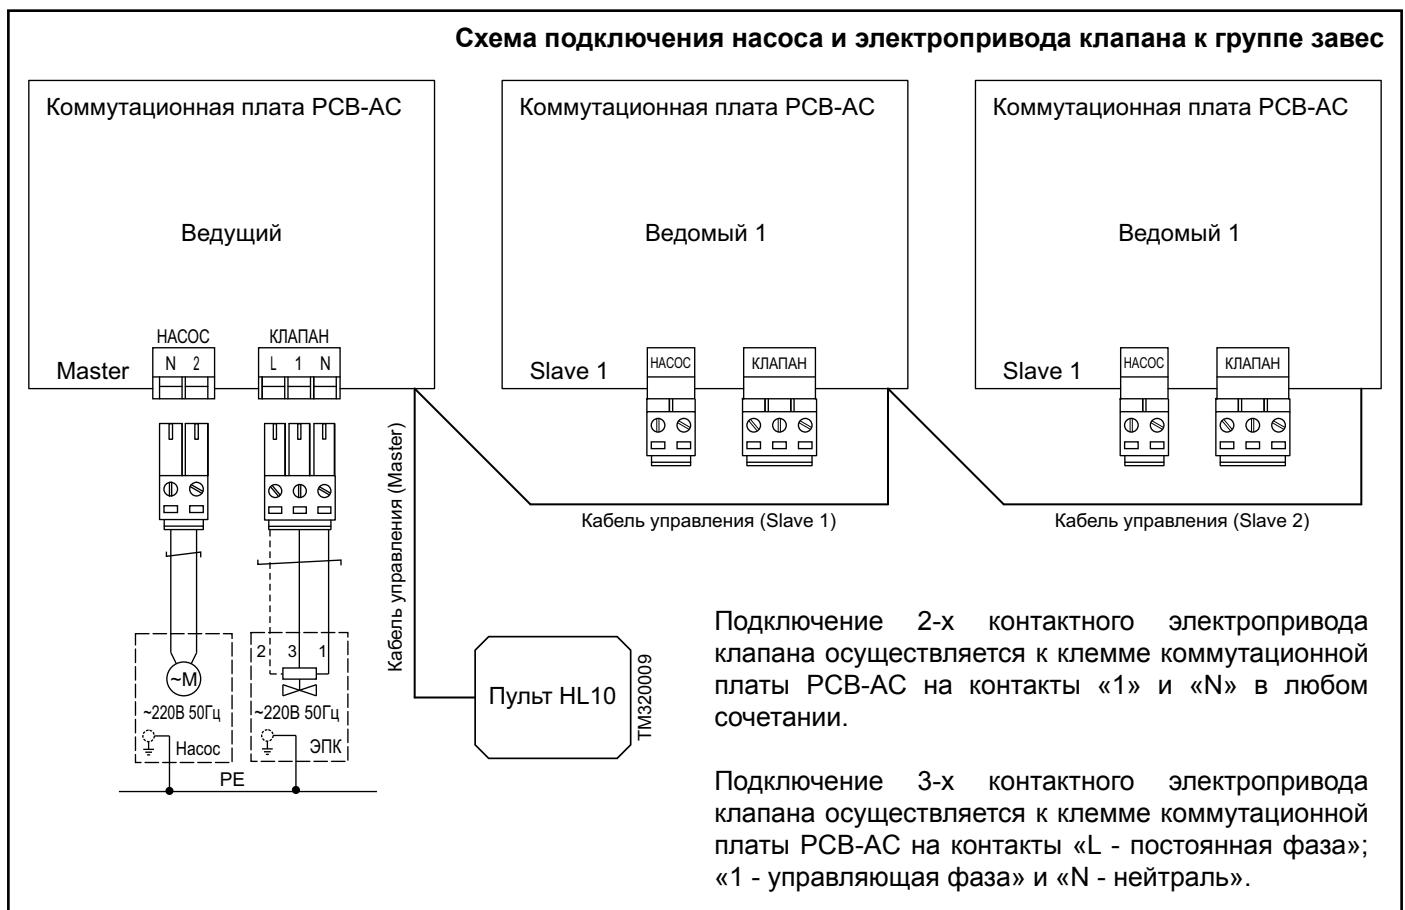 Схема подключения насоса и электропривода клапана к группе завес
Коммутационная плата PCB-AC
Ведущий
НАСОС
КЛАПАН
N 2
L 1 N
Master
Коммутационная плата PCB-AC
Ведомый 1
Slave 1
НАСОС
КЛАПАН
Коммутационная плата PCB-AC
Ведомый 1
Slave 1
НАСОС
КЛАПАН
Кабель управления (Master)
Кабель управления (Slave 1)
Кабель управления (Slave 2)
~М
~220В 50Гц
Насос
2 3 1
~220В 50Гц
ЭПК
PE
Пульт HL10
TM320009
Подключение 2-х контактного электропривода
клапана осуществляется к клемме коммутационной
платы PCB-AC на контакты «1» и «N» в любом
сочетании.
Подключение 3-х контактного электропривода
клапана осуществляется к клемме коммутационной
платы PCB-AC на контакты «L - постоянная фаза»;
«1 - управляющая фаза» и «N - нейтраль».